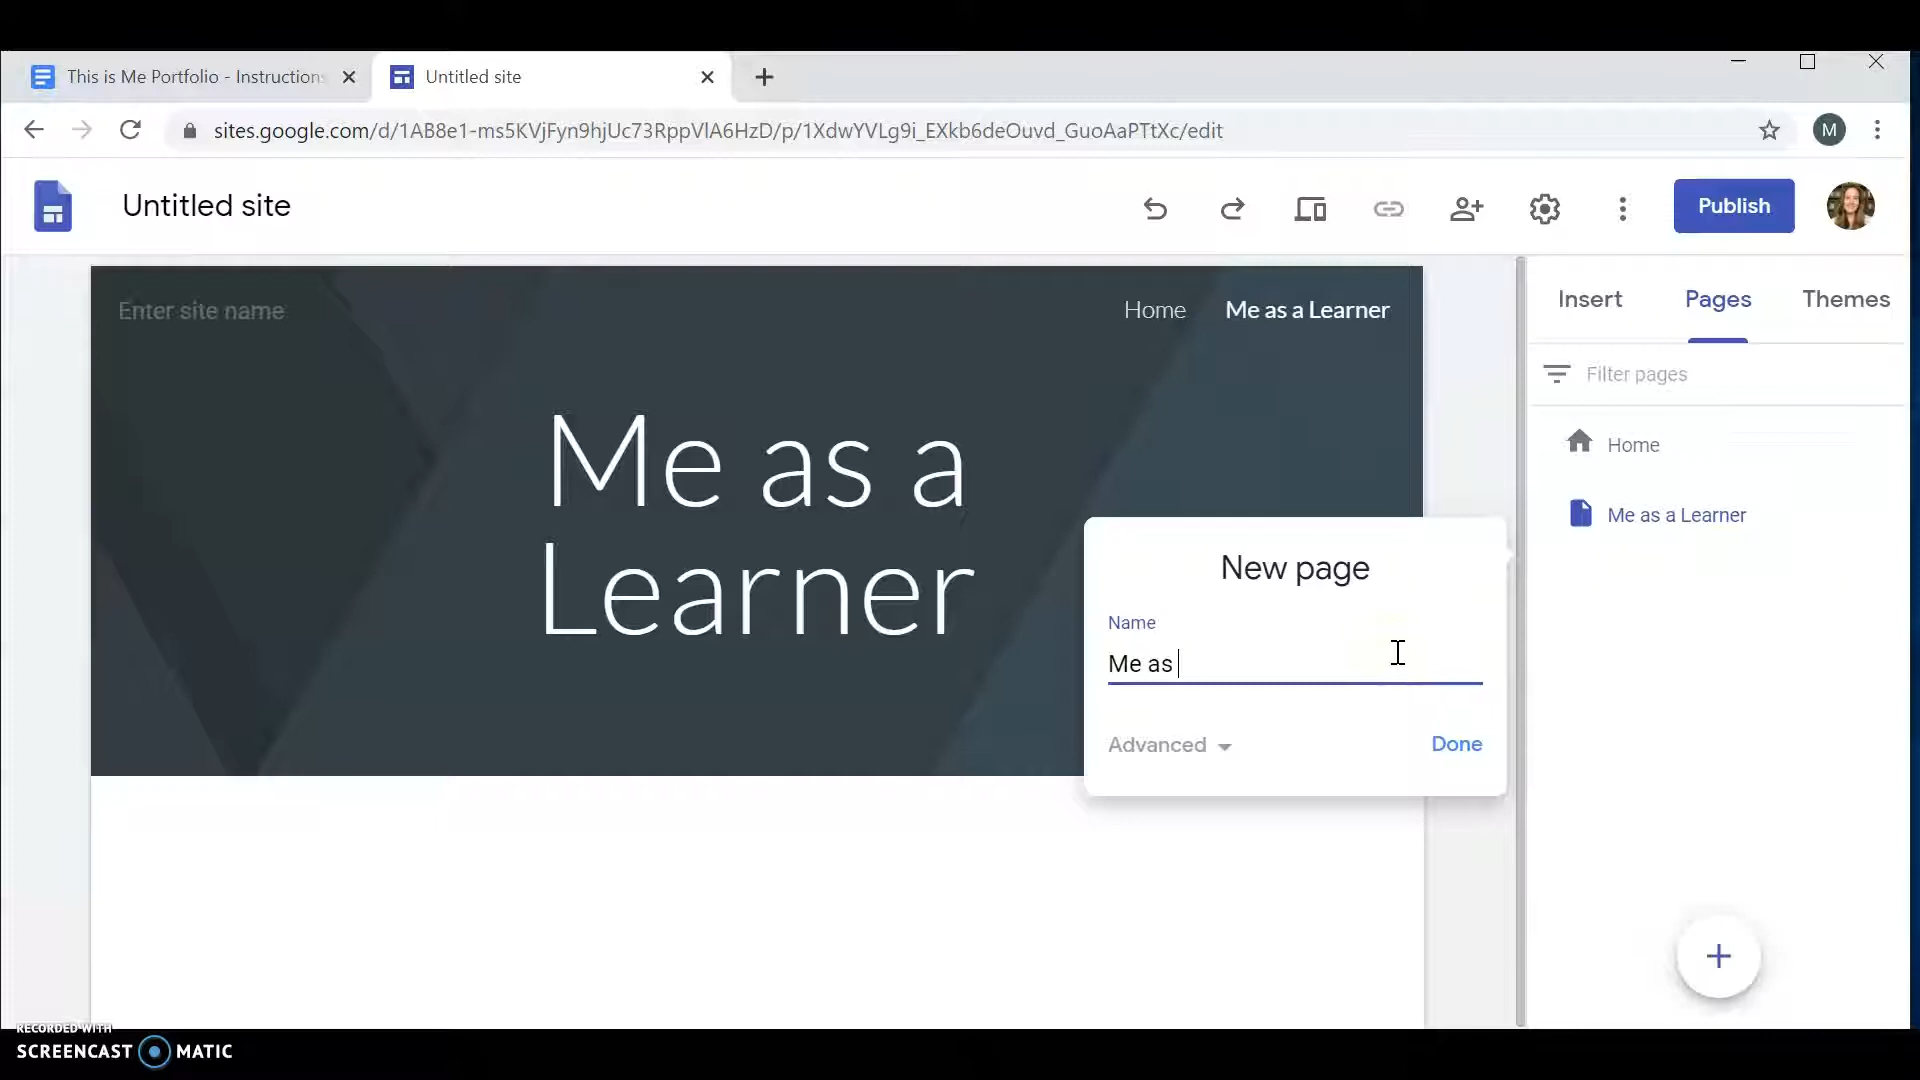 This is Me Portfolio - Instructions
Untitled site
sites.google.com/d/1AB8e1-ms5KVjFyn9hjUc73RppVlA6HzD/p/1XdwYVLg9i_EXkb6deOuvd_GuoAaPTtXc/edit
M
Untitled site
Publish
Enter site name
Home
Me as a Learner
Insert
Pages
Themes
Filter pages
Home
Me as a Learner
Me as a
Learner
New page
Name
Me as
Advanced
Done
RECORDED WITH
SCREENCAST MATIC